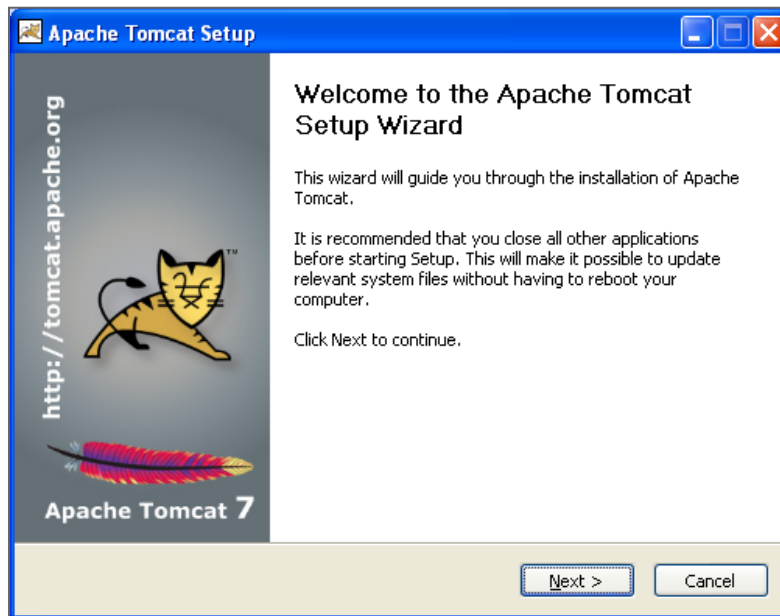 Apache Tomcat Setup
http://tomcat.apache.org
TM
Apache Tomcat 7
Welcome to the Apache Tomcat
Setup Wizard
This wizard will guide you through the installation of Apache
Tomcat.
It is recommended that you close all other applications
before starting Setup. This will make it possible to update
relevant system files without having to reboot your
computer.
Click Next to continue.
Next >
Cancel